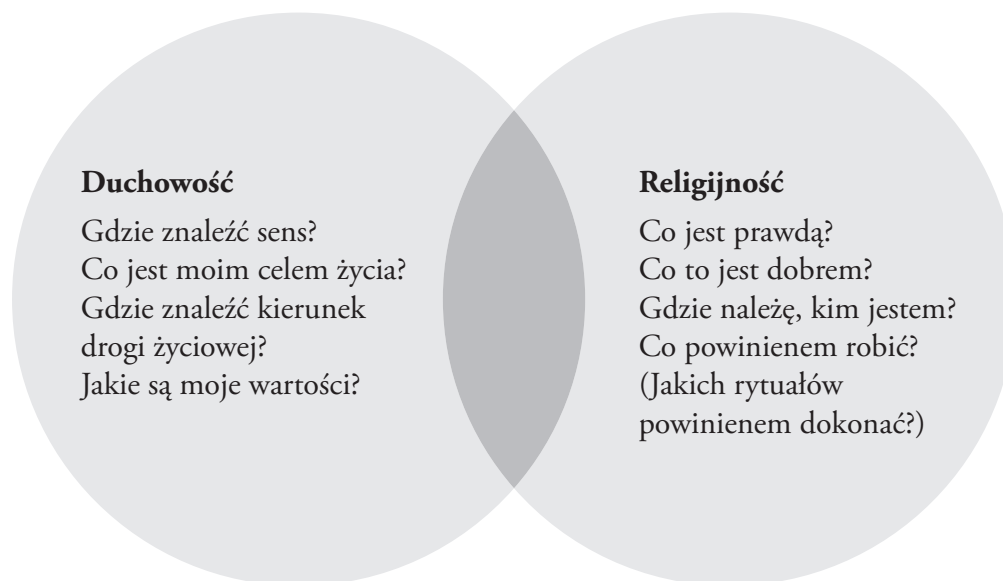 Duchowość
Gdzie znaleźć sens?
Co jest moim celem życia?
Gdzie znaleźć kierunek
drogi życiowej?
Jakie są moje wartości?
Religijność
Co jest prawdą?
Co to jest dobrem?
Gdzie należę, kim jestem?
Co powinienem robić?
(Jakich rytuałów
powinienem dokonać?)